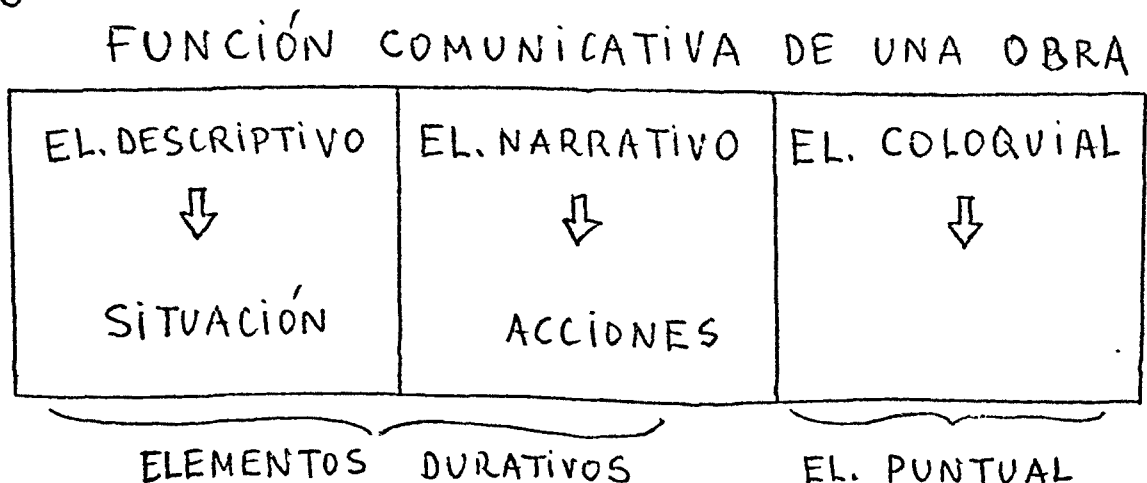 FUNCIÓN COMUNICATIVA DE UNA OBRA
EL. DESCRIPTIVO EL. NARRATIVO EL. COLOQUIAL
SITUACIÓN ACCIONES
ELEMENTOS DURATIVOS EL. PUNTUAL